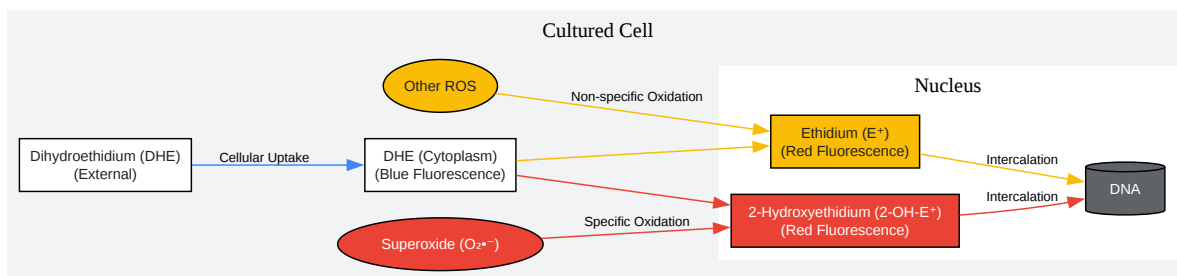 Cultured Cell
Nucleus
Other ROS
Non-specific Oxidation
Ethidium (E⁺)
(Red Fluorescence)
Dihydroethidium (DHE)
(External)
Cellular Uptake
DHE (Cytoplasm)
(Blue Fluorescence)
Intercalation
DNA
Intercalation
2-Hydroxyethidium (2-OH-E⁺)
(Red Fluorescence)
Specific Oxidation
Superoxide (O₂•⁻)